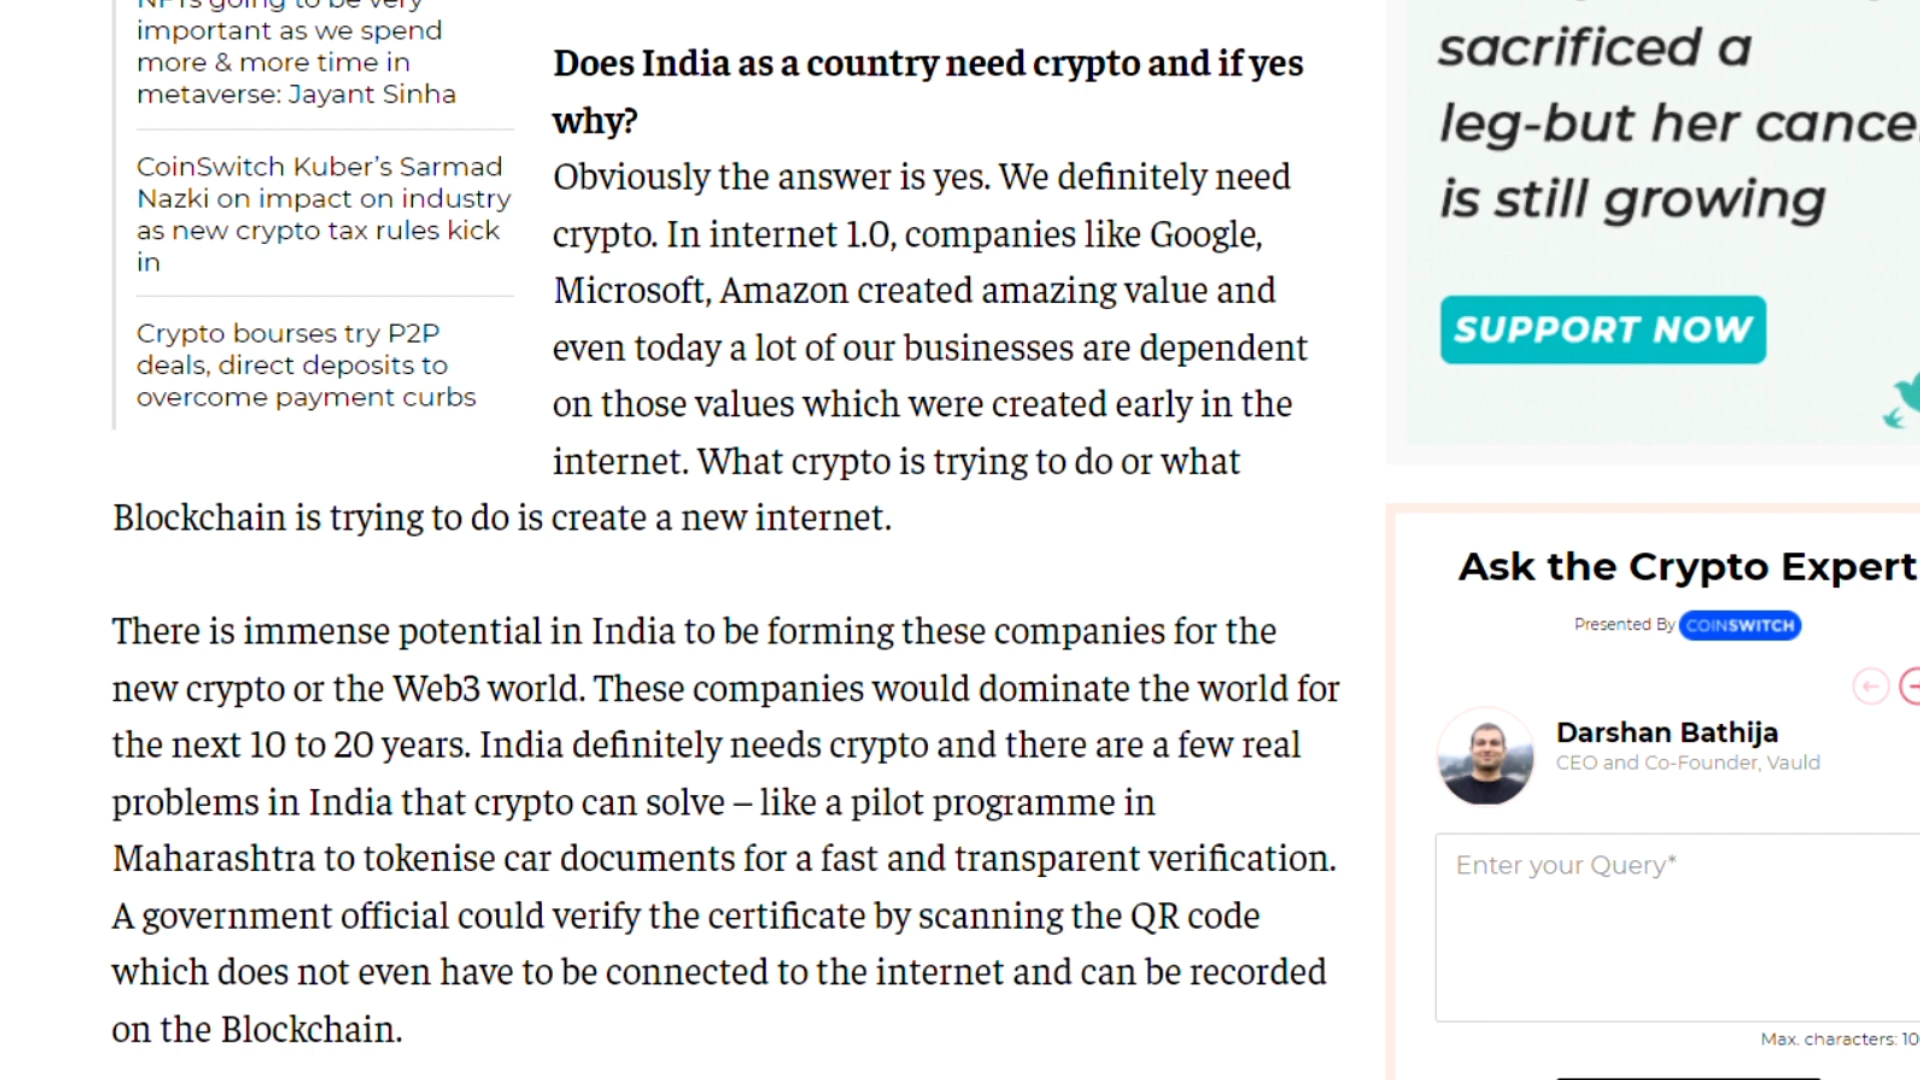 important as we spend
more & more time in
metaverse: Jayant Sinha
CoinSwitch Kuber's Sarmad
Nazki on impact on industry
as new crypto tax rules kick
in
Crypto bourses try P2P
deals, direct deposits to
overcome payment curbs
Does India as a country need crypto and if yes
why?
Obviously the answer is yes. We definitely need
crypto. In internet 1.0, companies like Google,
Microsoft, Amazon created amazing value and
even today a lot of our businesses are dependent
on those values which were created early in the
internet. What crypto is trying to do or what
Blockchain is trying to do is create a new internet.
There is immense potential in India to be forming these companies for the
new crypto or the Web3 world. These companies would dominate the world for
the next 10 to 20 years. India definitely needs crypto and there are a few real
problems in India that crypto can solve – like a pilot programme in
Maharashtra to tokenise car documents for a fast and transparent verification.
A government official could verify the certificate by scanning the QR code
which does not even have to be connected to the internet and can be recorded
on the Blockchain.
sacrificed a
leg-but her
is still growing
SUPPORT NOW
Ask the Crypto Expert
Presented By COINSWITCH
Darshan Bathija
CEO and Co-Founder, Vauld
Enter your Query*
Max. characters: